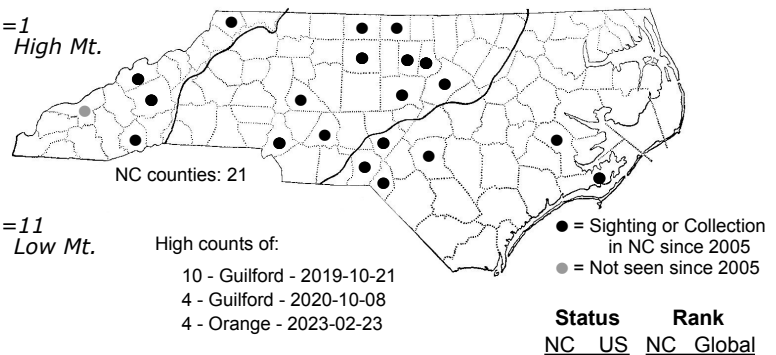 =1
High Mt.
NC counties: 21
=11
Low Mt.
High counts of:
10 - Guilford - 2019-10-21
4 - Guilford - 2020-10-08
4 - Orange - 2023-02-23
● = Sighting or Collection
in NC since 2005
● = Not seen since 2005
Status Rank
NC US NC Global